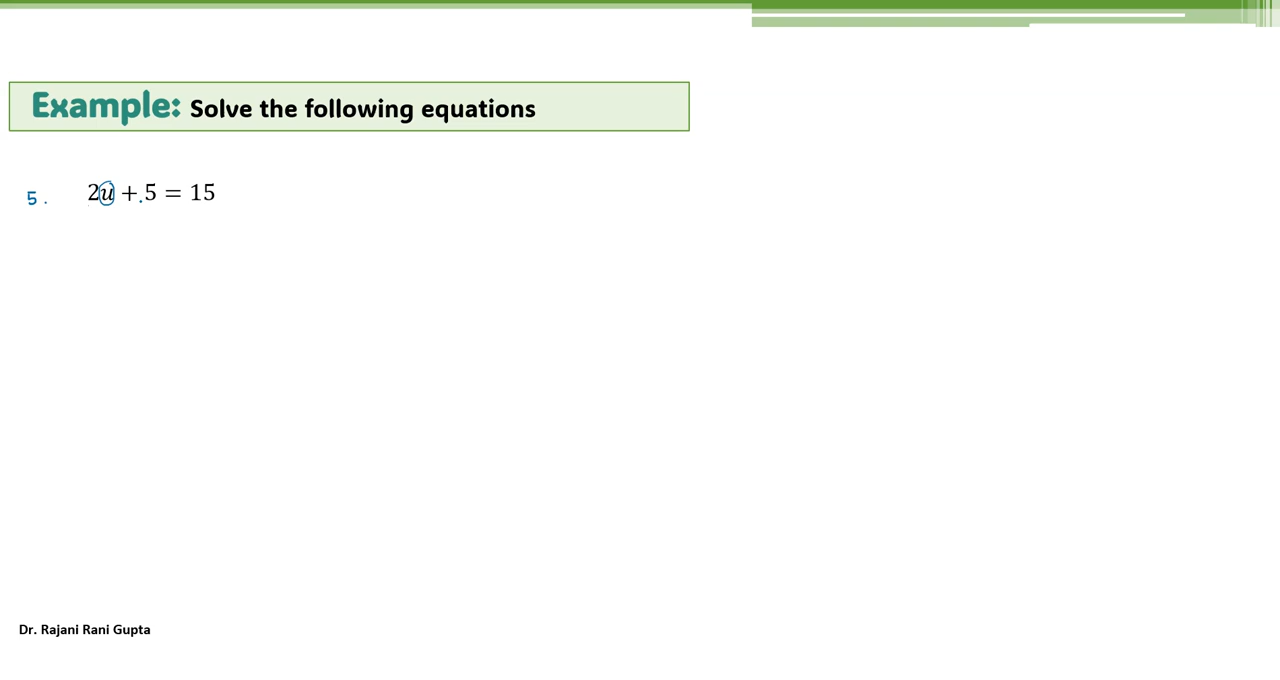 Example: Solve the following equations
5. 2u + 5 = 15
Dr. Rajani Rani Gupta